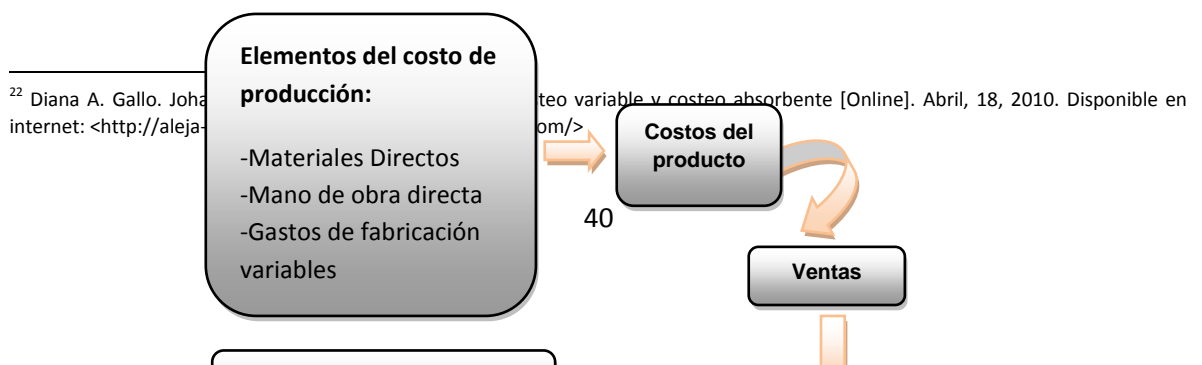 Elementos del costo de
producción:
-Materiales Directos
-Mano de obra directa
-Gastos de fabricación
variables
22 Diana A. Gallo. Joha teo variable y costeo absorbente [Online]. Abril, 18, 2010. Disponible en
internet: <http://aleja- om/>
Costos del
producto
40
Ventas